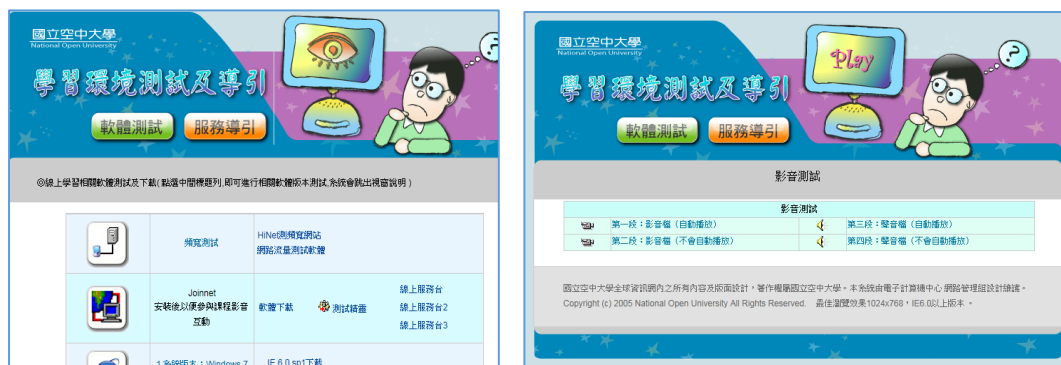 國立空中大學
National Open University
學習環境測試及導引
軟體測試 服務導引
◎線上學習相關軟體測試及下載(點選中間標題列,即可進行相關軟體版本測試,系統會跳出視窗說明)
頻寬測試
HiNet測頻寬網站
網路流量測試軟體
Joinnet
安裝後以便參與課程影音
互動
軟體下載 測試精靈
線上服務台
線上服務台2
線上服務台3
IE 6.0 sp1下載
國立空中大學
National Open University
學習環境測試及導引
Play
?
軟體測試 服務導引
影音測試
影音測試
第一段:影音檔(自動播放) 第三段:聲音檔(自動播放)
第二段:影音檔(不會自動播放) 第四段:聲音檔(不會自動播放)
國立空中大學全球資訊網內之所有內容及版面設計,著作權屬國立空中大學。本系統由電子計算機中心 網路管理組設計維護。
Copyright (c) 2005 National Open University All Rights Reserved. 最佳瀏覽效果1024x768,IE6.0以上版本。